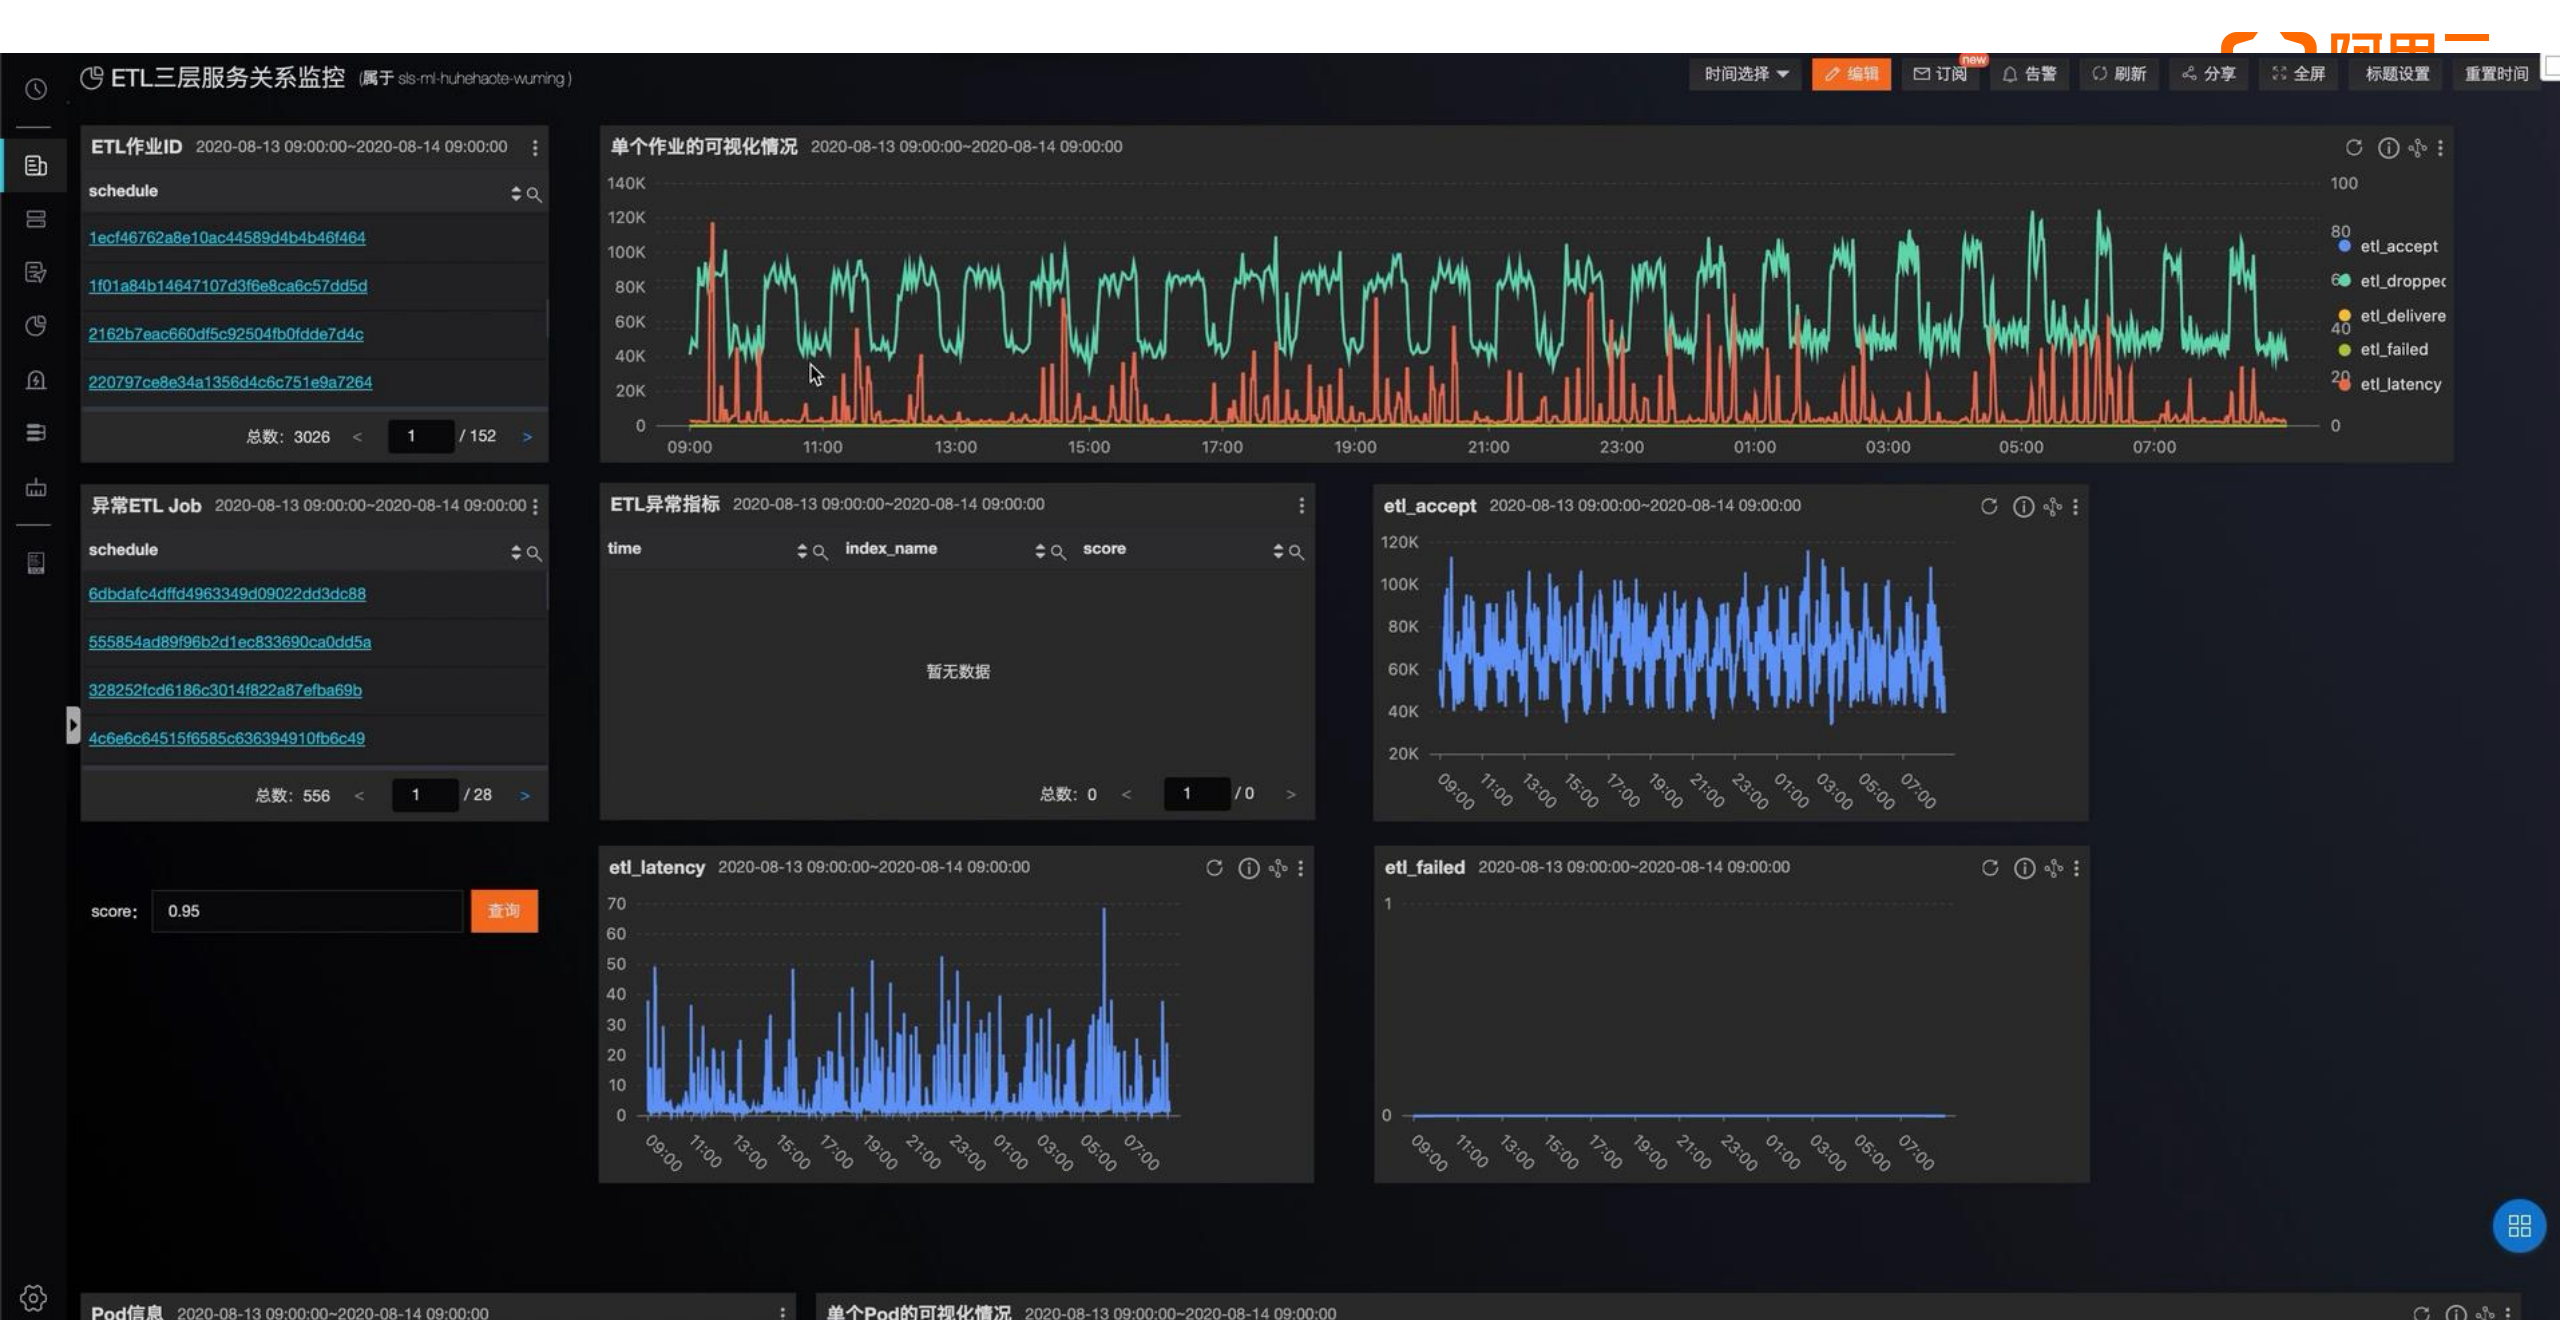 阿里云
ETL三层服务关系监控 (属于 sls-ml-huhehaote-wuming )
时间选择 编辑 订阅 new 告警 刷新 分享 全屏 标题设置 重置时间
ETL作业ID 2020-08-13 09:00:00~2020-08-14 09:00:00
schedule
1ecf46762a8e10ac44589d4b4b46f464
1f01a84b14647107d3f6e8ca6c57dd5d
2162b7eac660df5c92504fb0fdde7d4c
220797ce8e34a1356d4c6c751e9a7264
总数: 3026 < 1 / 152 >
单个作业的可视化情况 2020-08-13 09:00:00~2020-08-14 09:00:00
140K
120K
100K
80K
60K
40K
20K
0
100
80
60
40
20
0
etl_accept
etl_dropped
etl_delivere
etl_failed
etl_latency
09:00 11:00 13:00 15:00 17:00 19:00 21:00 23:00 01:00 03:00 05:00 07:00
异常ETL Job 2020-08-13 09:00:00~2020-08-14 09:00:00
schedule
6dbdafc4dffd4963349d09022dd3dc88
555854ad89f96b2d1ec833690ca0dd5a
328252fcd6186c3014f822a87efba69b
4c6e6c64515f6585c636394910fb6c49
总数: 556 < 1 / 28 >
ETL异常指标 2020-08-13 09:00:00~2020-08-14 09:00:00
time index_name score
暂无数据
总数: 0 < 1 / 0 >
etl_accept 2020-08-13 09:00:00~2020-08-14 09:00:00
120K
100K
80K
60K
40K
20K
09:00 11:00 13:00 15:00 17:00 19:00 21:00 23:00 01:00 03:00 05:00 07:00
score: 0.95 查询
etl_latency 2020-08-13 09:00:00~2020-08-14 09:00:00
70
60
50
40
30
20
10
0
09:00 11:00 13:00 15:00 17:00 19:00 21:00 23:00 01:00 03:00 05:00 07:00
etl_failed 2020-08-13 09:00:00~2020-08-14 09:00:00
1
0
09:00 11:00 13:00 15:00 17:00 19:00 21:00 23:00 01:00 03:00 05:00 07:00
Pod信息 2020-08-13 09:00:00~2020-08-14 09:00:00
单个Pod的可视化情况 2020-08-13 09:00:00~2020-08-14 09:00:00